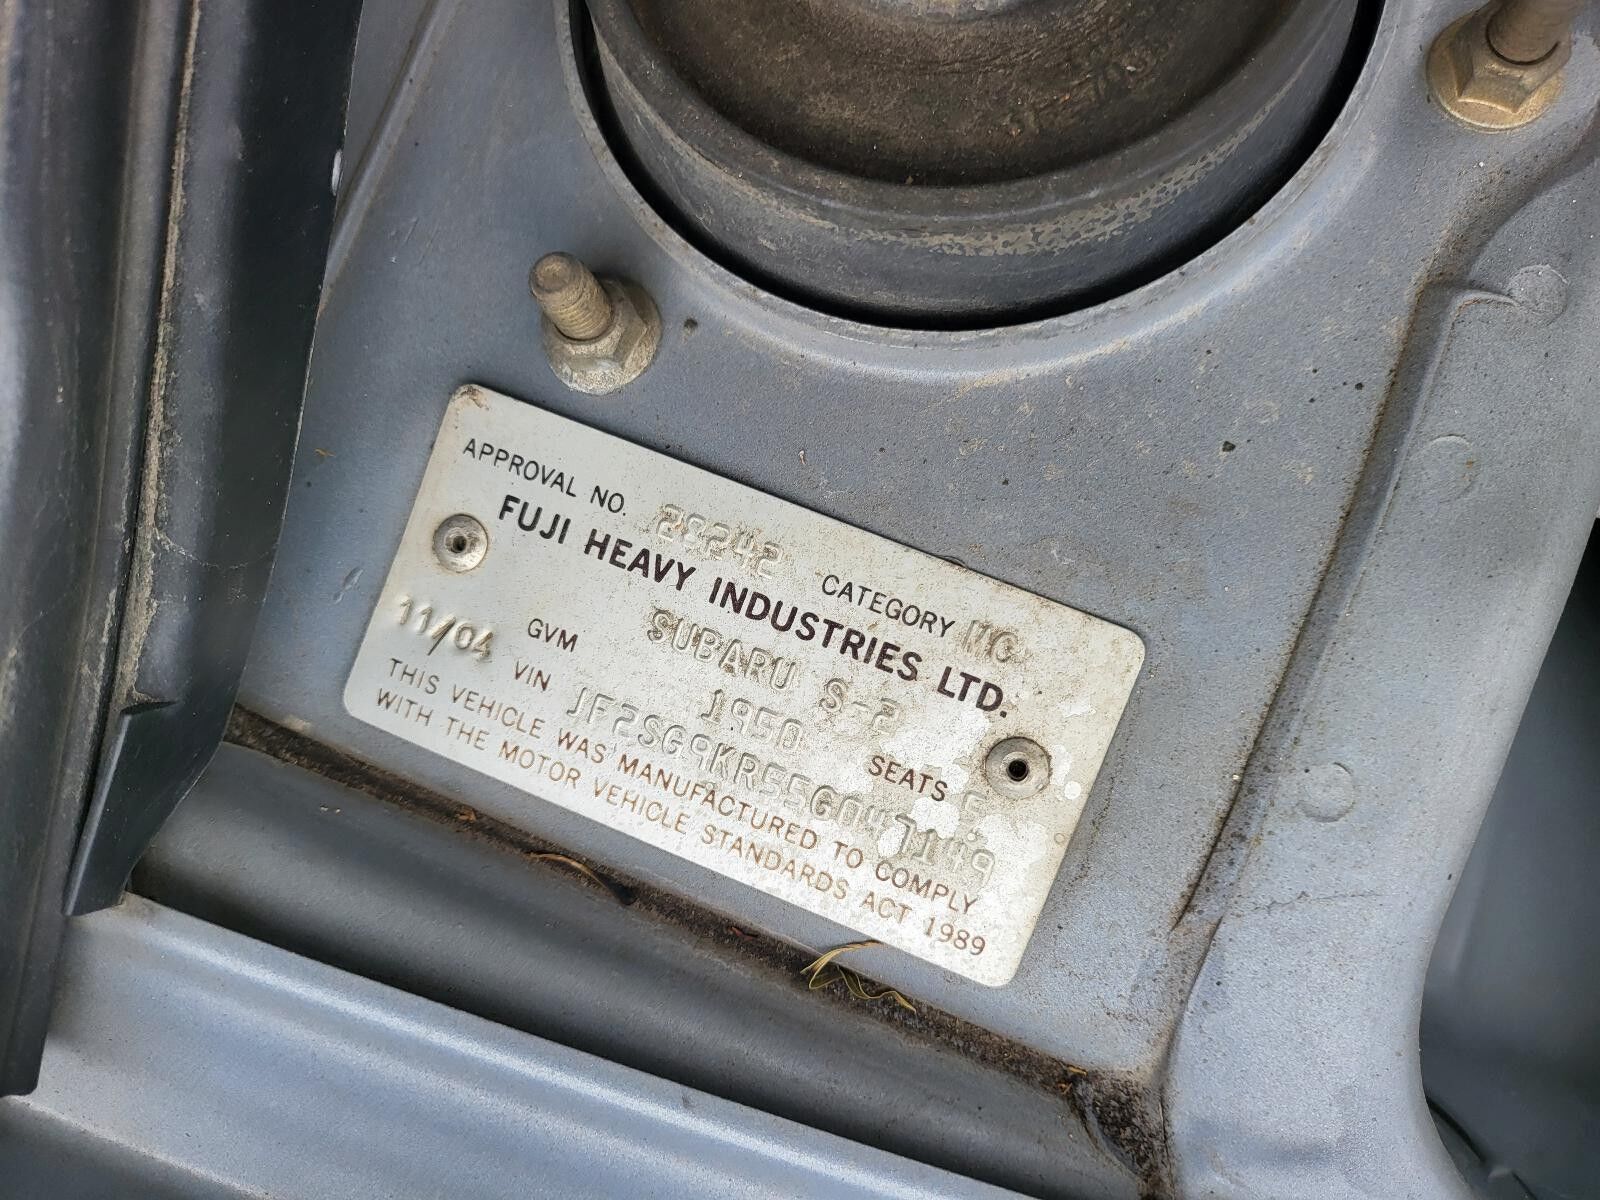 APPROVAL NO. 28242 CATEGORY MC
FUJI HEAVY INDUSTRIES LTD.
11/04 SUBARU S-2
GVM 1950 SEATS 5
VIN JF2SG9KR55G047149
THIS VEHICLE WAS MANUFACTURED TO COMPLY
WITH THE MOTOR VEHICLE STANDARDS ACT 1989